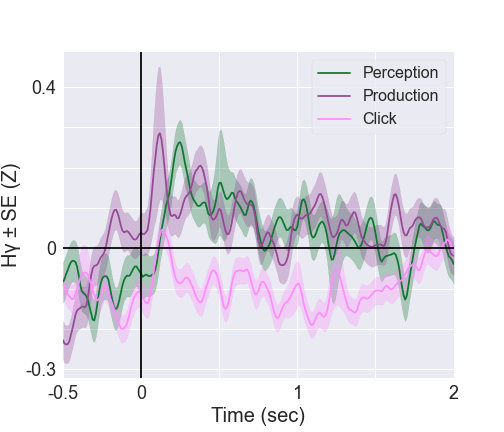 Perception
Production
Click
Hγ ± SE (Z)
0.4
0
-0.3
-0.5 0 1 2
Time (sec)